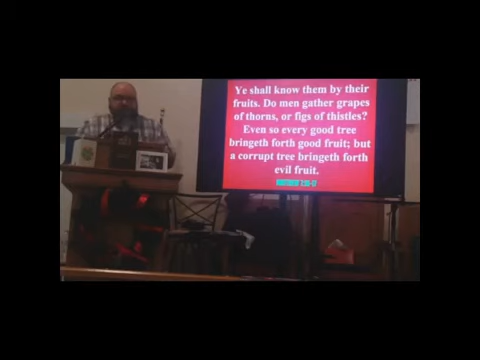 Ye shall know them by their
fruits. Do men gather grapes
of thorns, or figs of thistles?
Even so every good tree
bringeth forth good fruit; but
a corrupt tree bringeth forth
evil fruit.